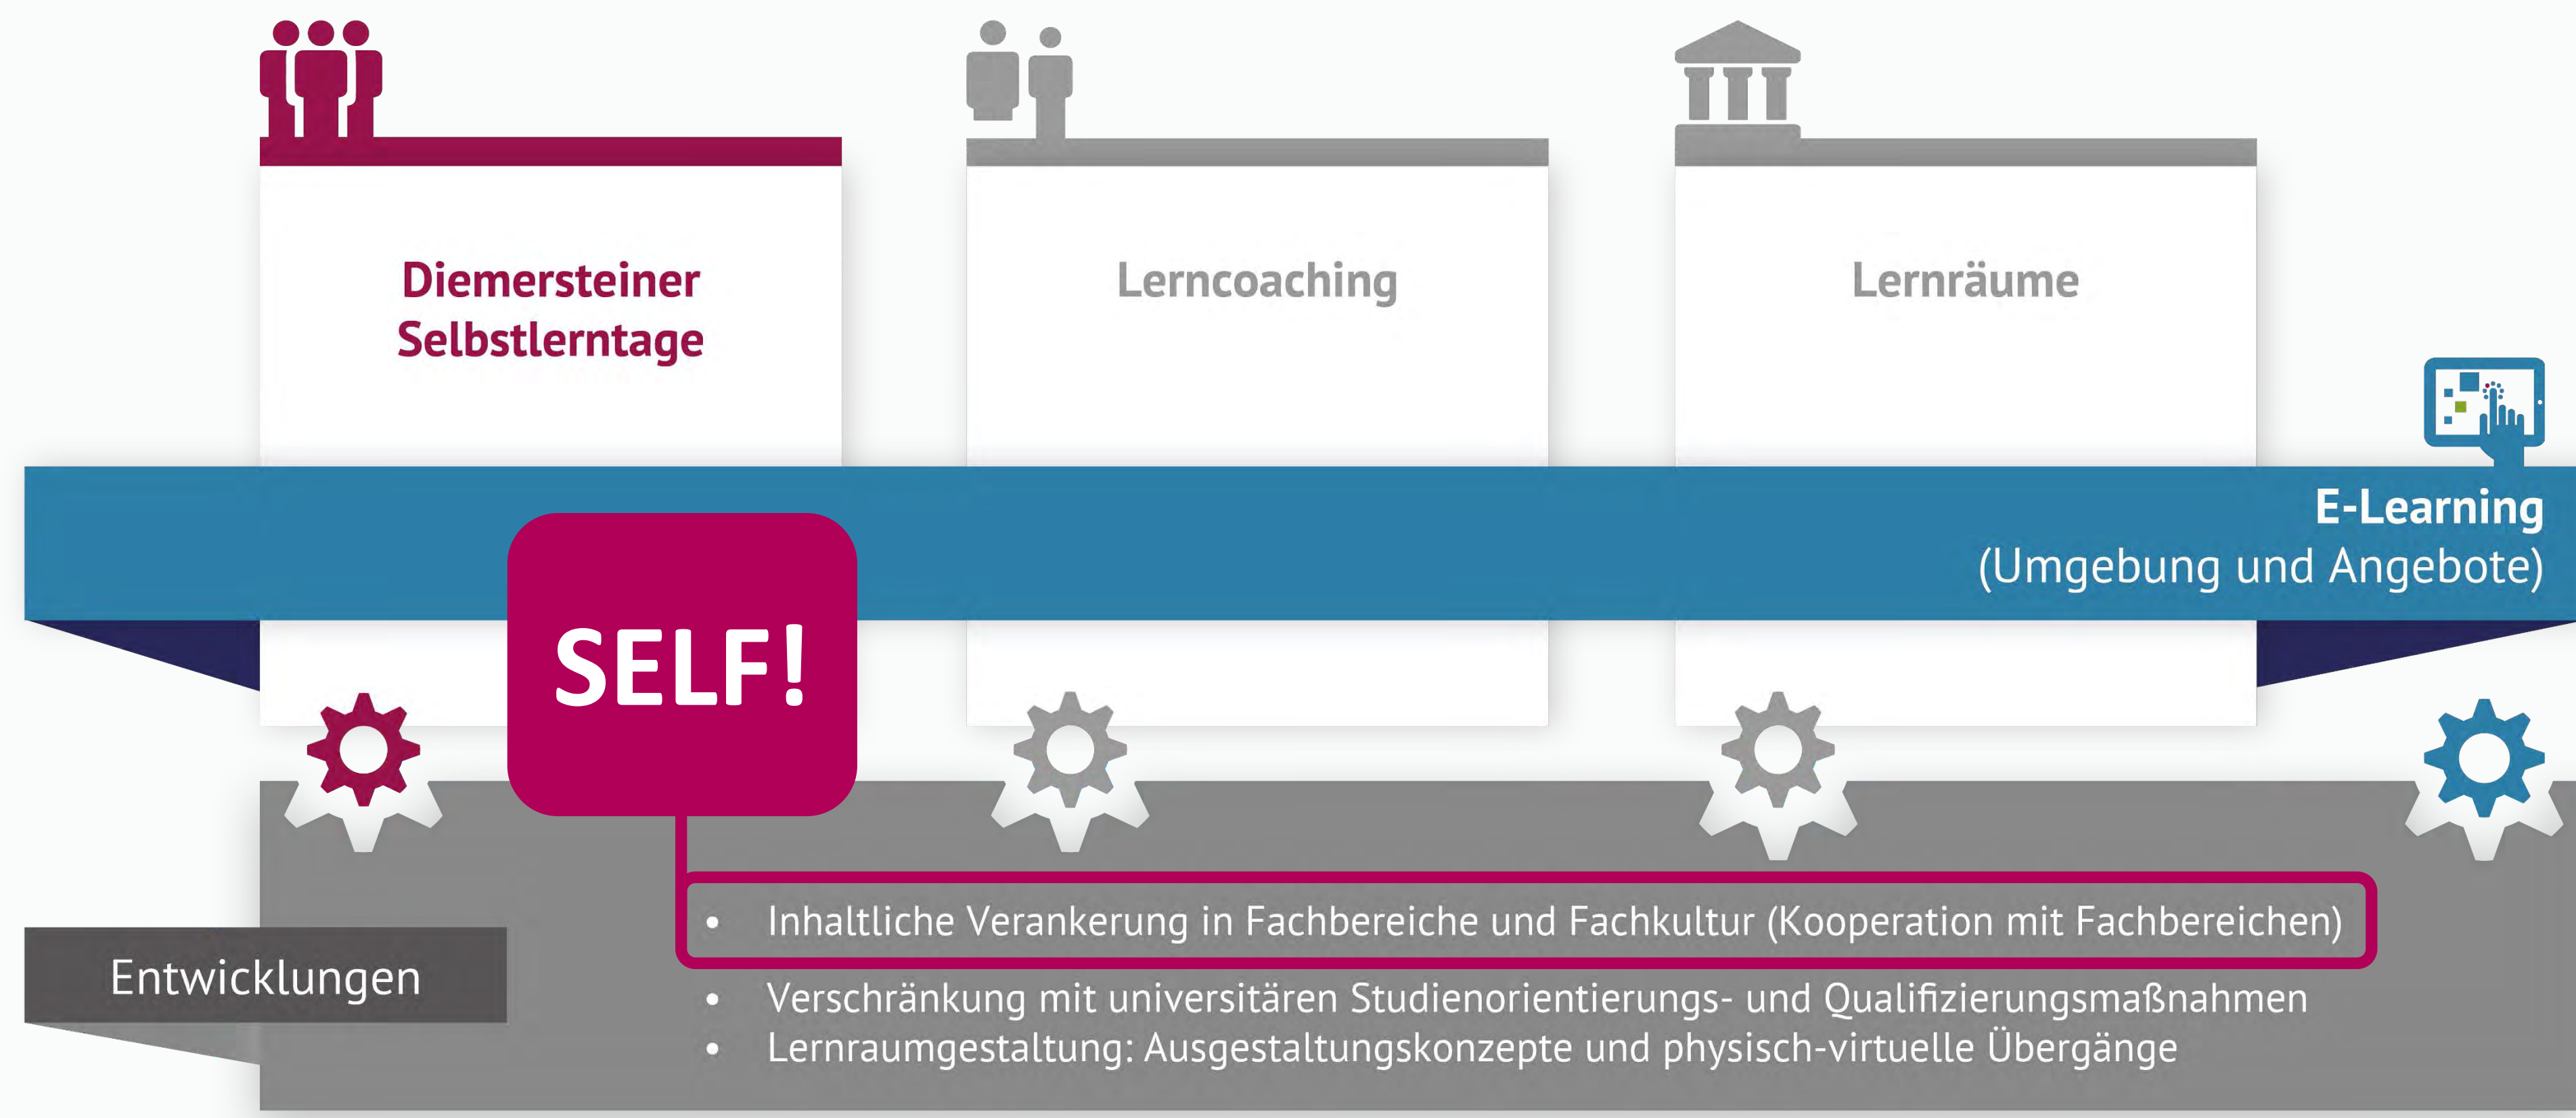 Diemersteiner
Selbstlerntage
Lerncoaching
Lernräume
E-Learning
(Umgebung und Angebote)
SELF!
Entwicklungen
• Inhaltliche Verankerung in Fachbereiche und Fachkultur (Kooperation mit Fachbereichen)
• Verschränkung mit universitären Studienorientierungs- und Qualifizierungsmaßnahmen
• Lernraumgestaltung: Ausgestaltungskonzepte und physisch-virtuelle Übergänge